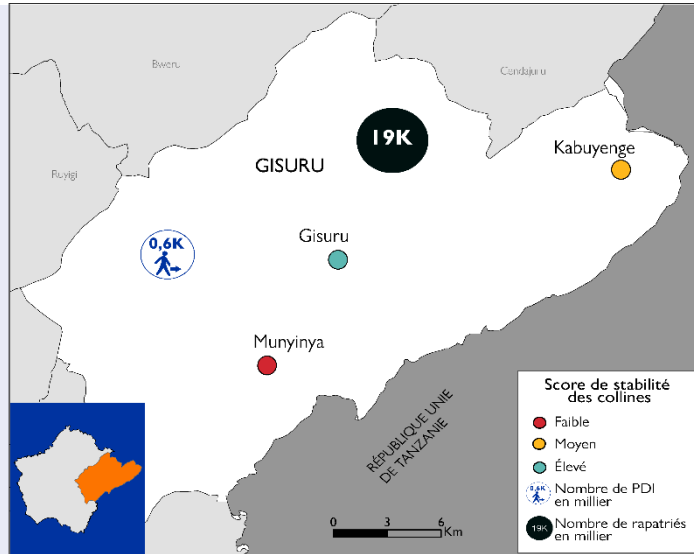 Bweru
Cendajuru
19K
Kabuyenge
GISURU
Ruyigi
0,6K
Gisuru
Munyinya
RÉPUBLIQUE UNIE
DE TANZANIE
0 3 6
Km
Score de stabilité
des collines
Faible
Moyen
Élevé
0,6K
Nombre de PDI
en millier
19K
Nombre de rapatriés
en millier